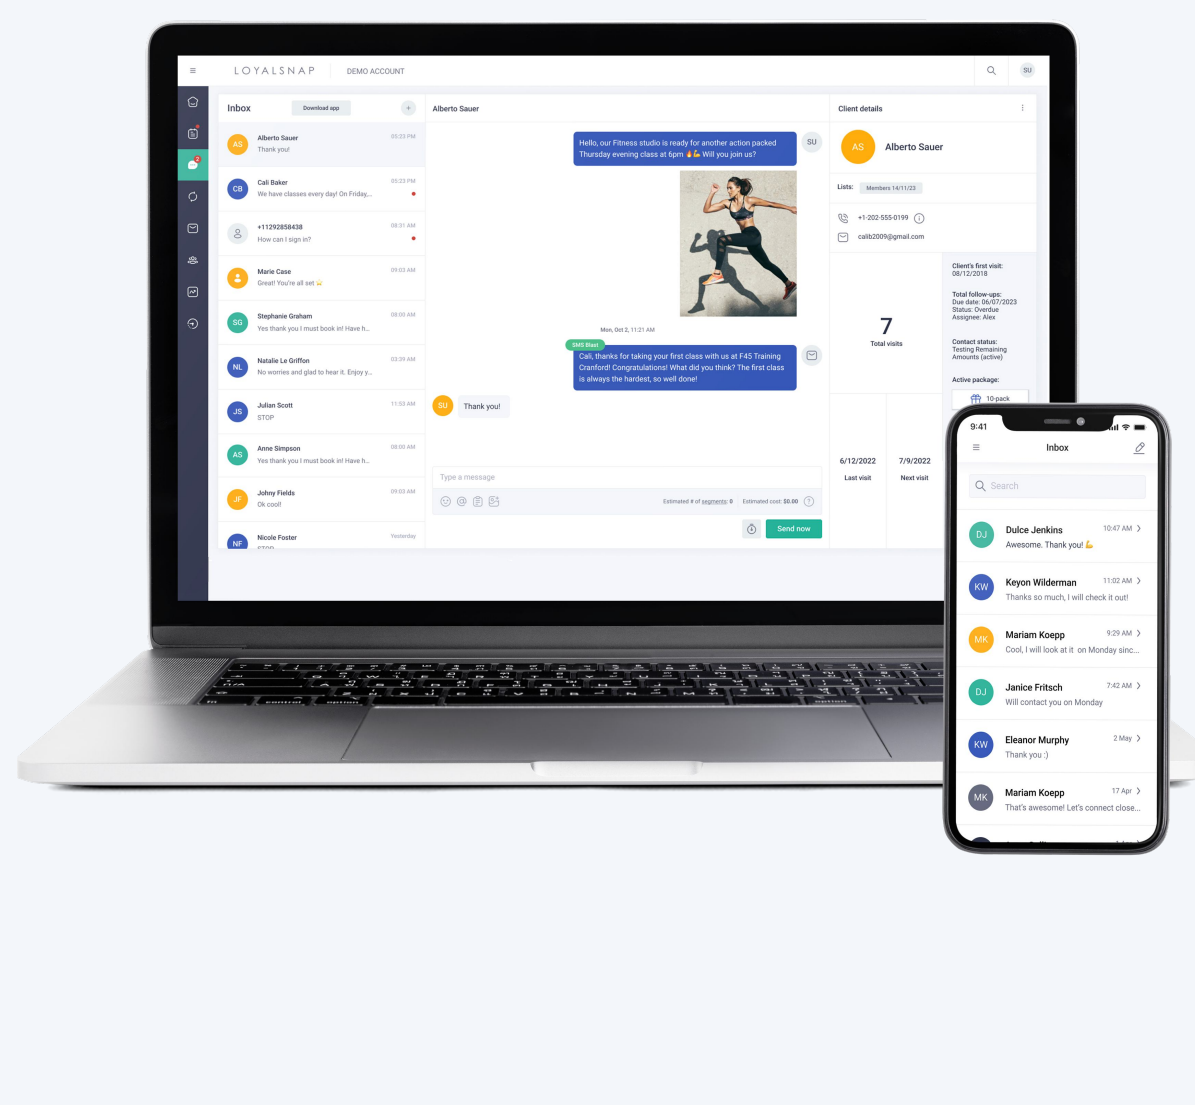 LOYALSNAP
DEMO ACCOUNT
SU
Inbox
Download app
+
AS
Alberto Sauer
05:23 PM
Thank you!
2
CB
Cali Baker
05:23 PM
We have classes every day! On Friday,...
+11292858438
08:31 AM
How can I sign in?
Marie Case
09:03 AM
Great! You're all set
SG
Stephanie Graham
08:00 AM
Yes thank you I must book in! Have h...
NL
Natalie Le Griffon
03:39 AM
No worries and glad to hear it. Enjoy y...
JS
Julian Scott
11:53 AM
STOP
AS
Anne Simpson
08:00 AM
Yes thank you I must book in! Have h...
JF
Johny Fields
09:03 AM
Ok cool!
NF
Nicole Foster
Yesterday
STOP
Alberto Sauer
Hello, our Fitness studio is ready for another action packed
Thursday evening class at 6pm 🔥💪 Will you join us?
SU
Mon, Oct 2, 11:21 AM
SMS Blast
Cali, thanks for taking your first class with us at F45 Training
Cranford! Congratulations! What did you think? The first class
is always the hardest, so well done!
SU
Thank you!
Type a message
Estimated # of segments: 0
Estimated cost: $0.00
?
Send now
Client details
AS
Alberto Sauer
Lists:
Members 14/11/23
+1-202-555-0199
calib2009@gmail.com
7
Total visits
6/12/2022
Last visit
7/9/2022
Next visit
Client's first visit:
08/12/2018
Total follow-ups:
Due date: 06/07/2023
Status: Overdue
Assignee: Alex
Contact status:
Testing Remaining
Amounts (active)
Active package:
10-pack
9:41
Inbox
Search
DJ
Dulce Jenkins
10:47 AM
Awesome. Thank you! 💪
KW
Keyon Wilderman
11:02 AM
Thanks so much, I will check it out!
MK
Mariam Koepp
9:29 AM
Cool, I will look at it on Monday sinc...
DJ
Janice Fritsch
7:42 AM
Will contact you on Monday
KW
Eleanor Murphy
2 May
Thank you :)
MK
Mariam Koepp
17 Apr
That's awesome! Let's connect close...
control
option